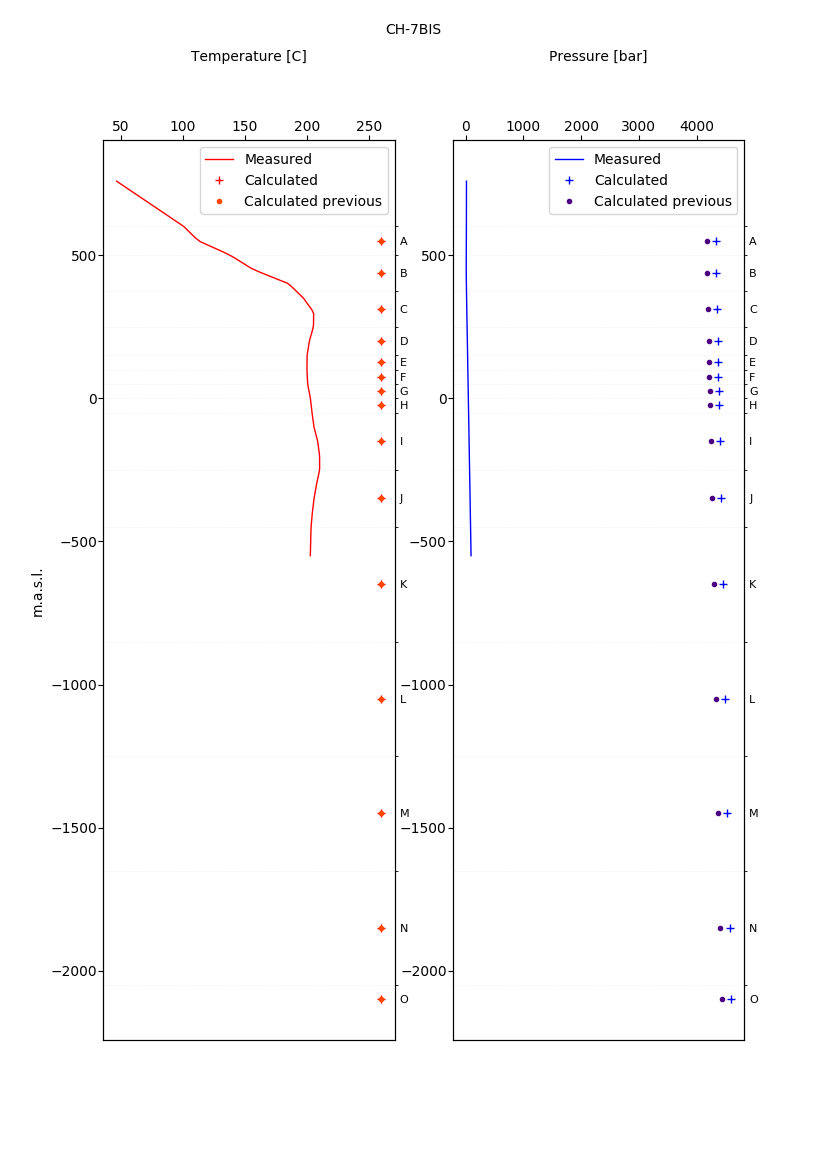 CH-7BIS
Temperature [C]
Pressure [bar]
50 100 150 200 250
0 1000 2000 3000 4000
Measured
Calculated
Calculated previous
Measured
Calculated
Calculated previous
m.a.s.l.
500
0
−500
−1000
−1500
−2000
A
B
C
D
E
F
G
H
I
J
K
L
M
N
O
500
0
−500
−1000
−1500
−2000
A
B
C
D
E
F
G
H
I
J
K
L
M
N
O